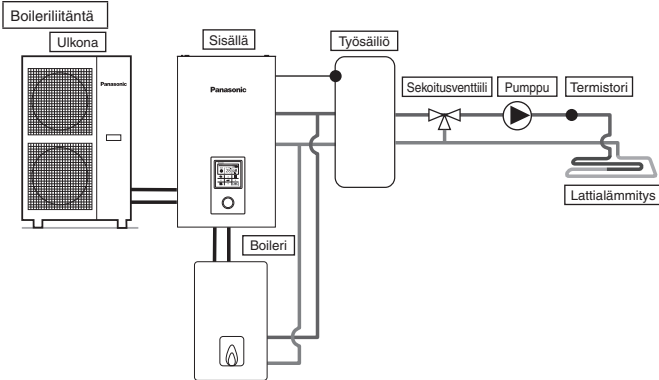 Boileriliitäntä
Ulkona
Sisällä
Työsäiliö
Sekoitusventtiili
Pumppu
Termistori
Panasonic
Panasonic
Lattialämmitys
Boileri